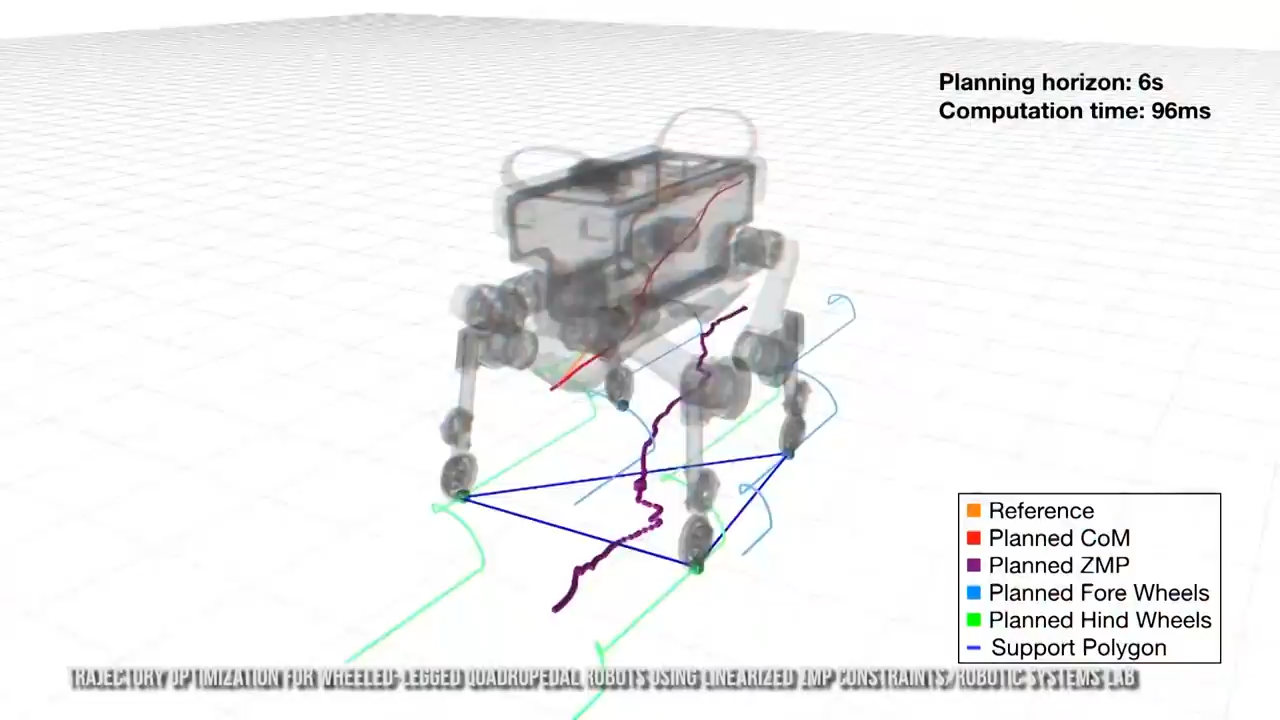 Planning horizon: 6s
Computation time: 96ms
Reference
Planned CoM
Planned ZMP
Planned Fore Wheels
Planned Hind Wheels
Support Polygon
TRAJECTORY OPTIMIZATION FOR WHEELED-LEGGED QUADRUPEDAL ROBOTS USING LINEARIZED ZMP CONSTRAINTS/ROBOTIC SYSTEMS LAB